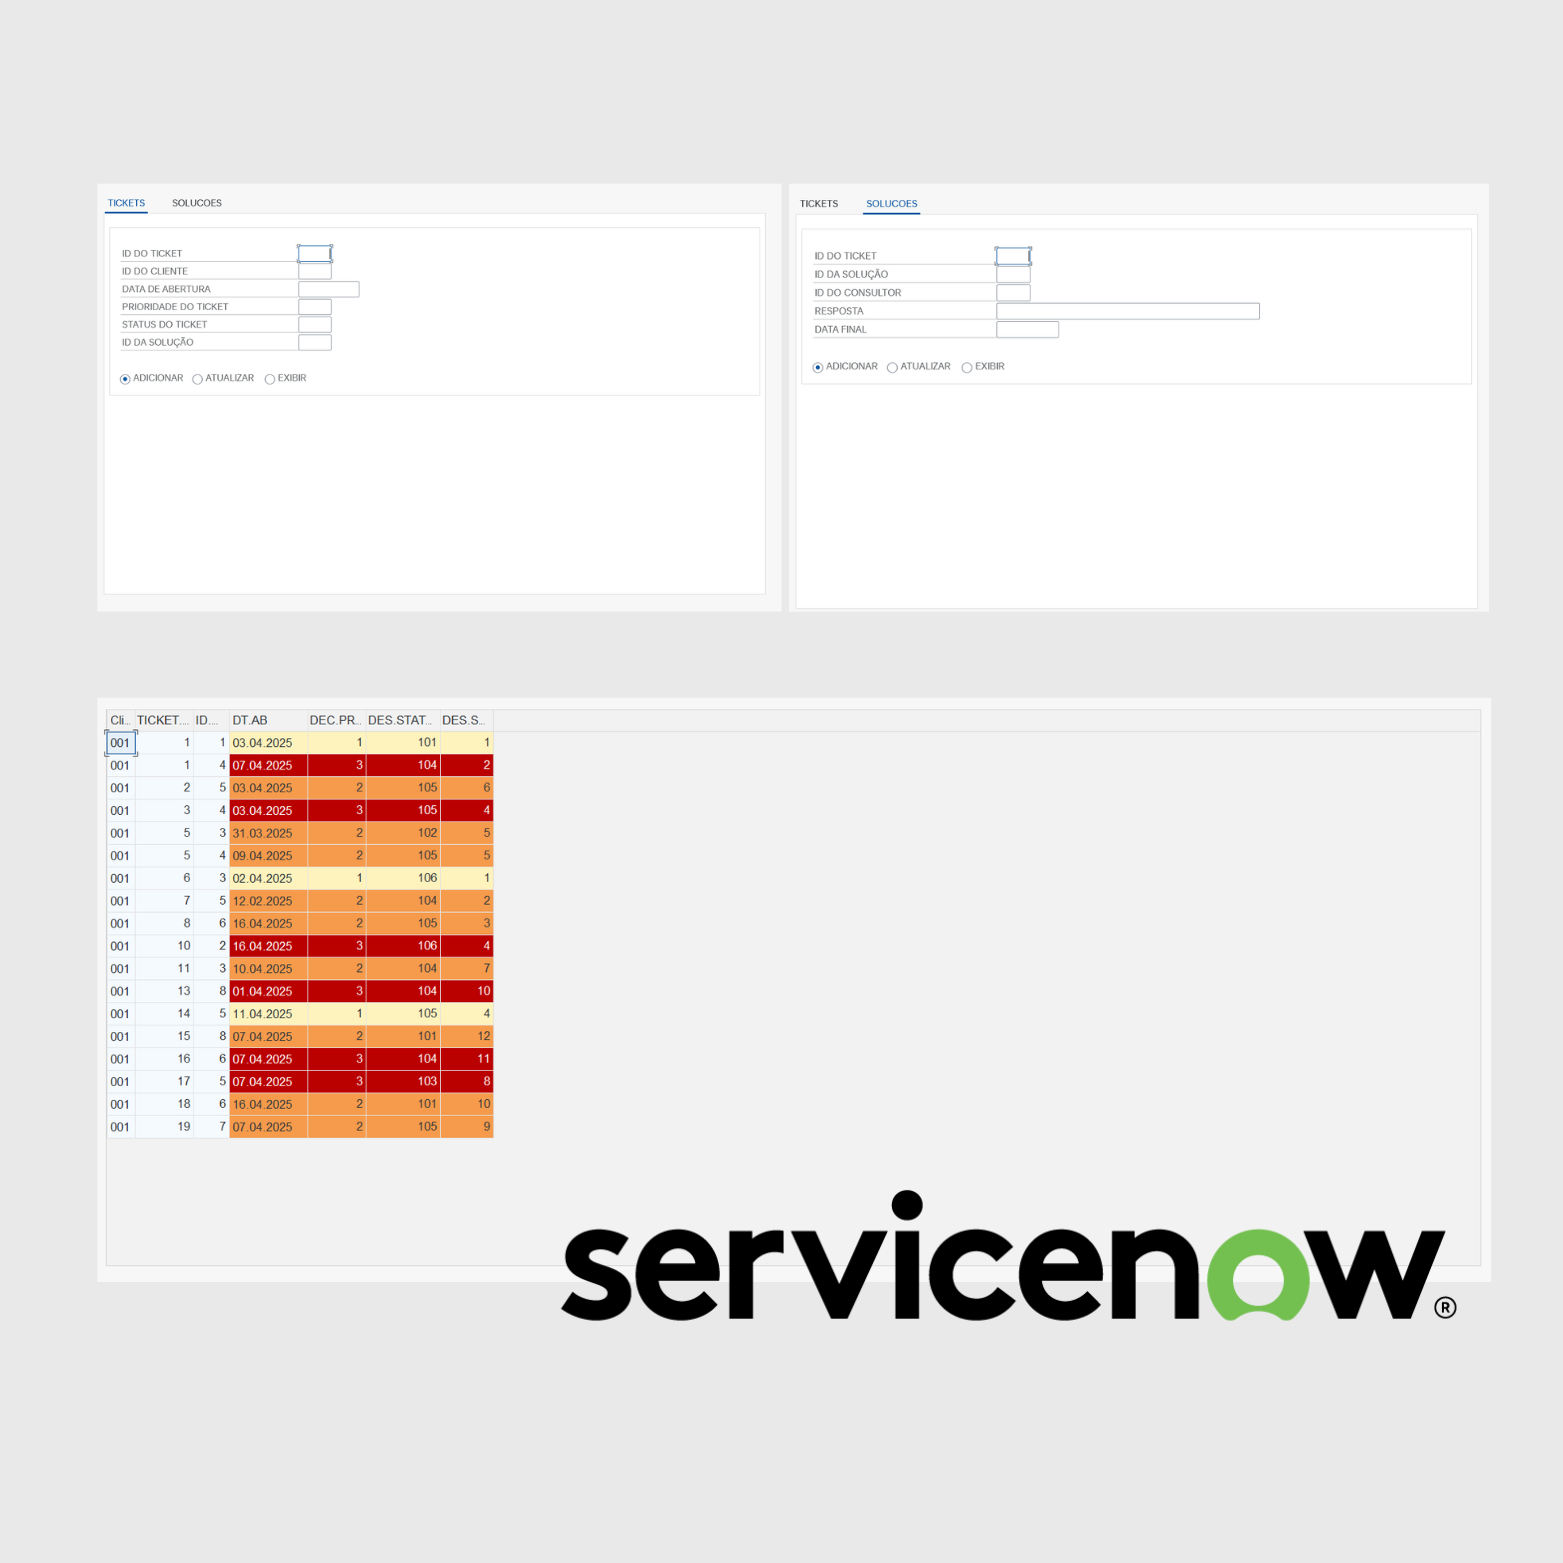 TICKETS SOLUCOES
ID DO TICKET
ID DO CLIENTE
DATA DE ABERTURA
PRIORIDADE DO TICKET
STATUS DO TICKET
ID DA SOLUÇÃO
ADICIONAR ATUALIZAR EXIBIR
TICKETS SOLUCOES
ID DO TICKET
ID DA SOLUÇÃO
ID DO CONSULTOR
RESPOSTA
DATA FINAL
ADICIONAR ATUALIZAR EXIBIR
Cli... TICKET.... ID.... DT.AB DEC.PR... DES.STAT... DES.S...
001 1 1 03.04.2025 1 101 1
001 1 4 07.04.2025 3 104 2
001 2 5 03.04.2025 2 105 6
001 3 4 03.04.2025 3 105 4
001 5 3 31.03.2025 2 102 5
001 5 4 09.04.2025 2 105 5
001 6 3 02.04.2025 1 106 1
001 7 5 12.02.2025 2 104 2
001 8 6 16.04.2025 2 105 3
001 10 2 16.04.2025 3 106 4
001 11 3 10.04.2025 2 104 7
001 13 8 01.04.2025 3 104 10
001 14 5 11.04.2025 1 105 4
001 15 8 07.04.2025 2 101 12
001 16 6 07.04.2025 3 104 11
001 17 5 07.04.2025 3 103 8
001 18 6 16.04.2025 2 101 10
001 19 7 07.04.2025 2 105 9
servicenow®